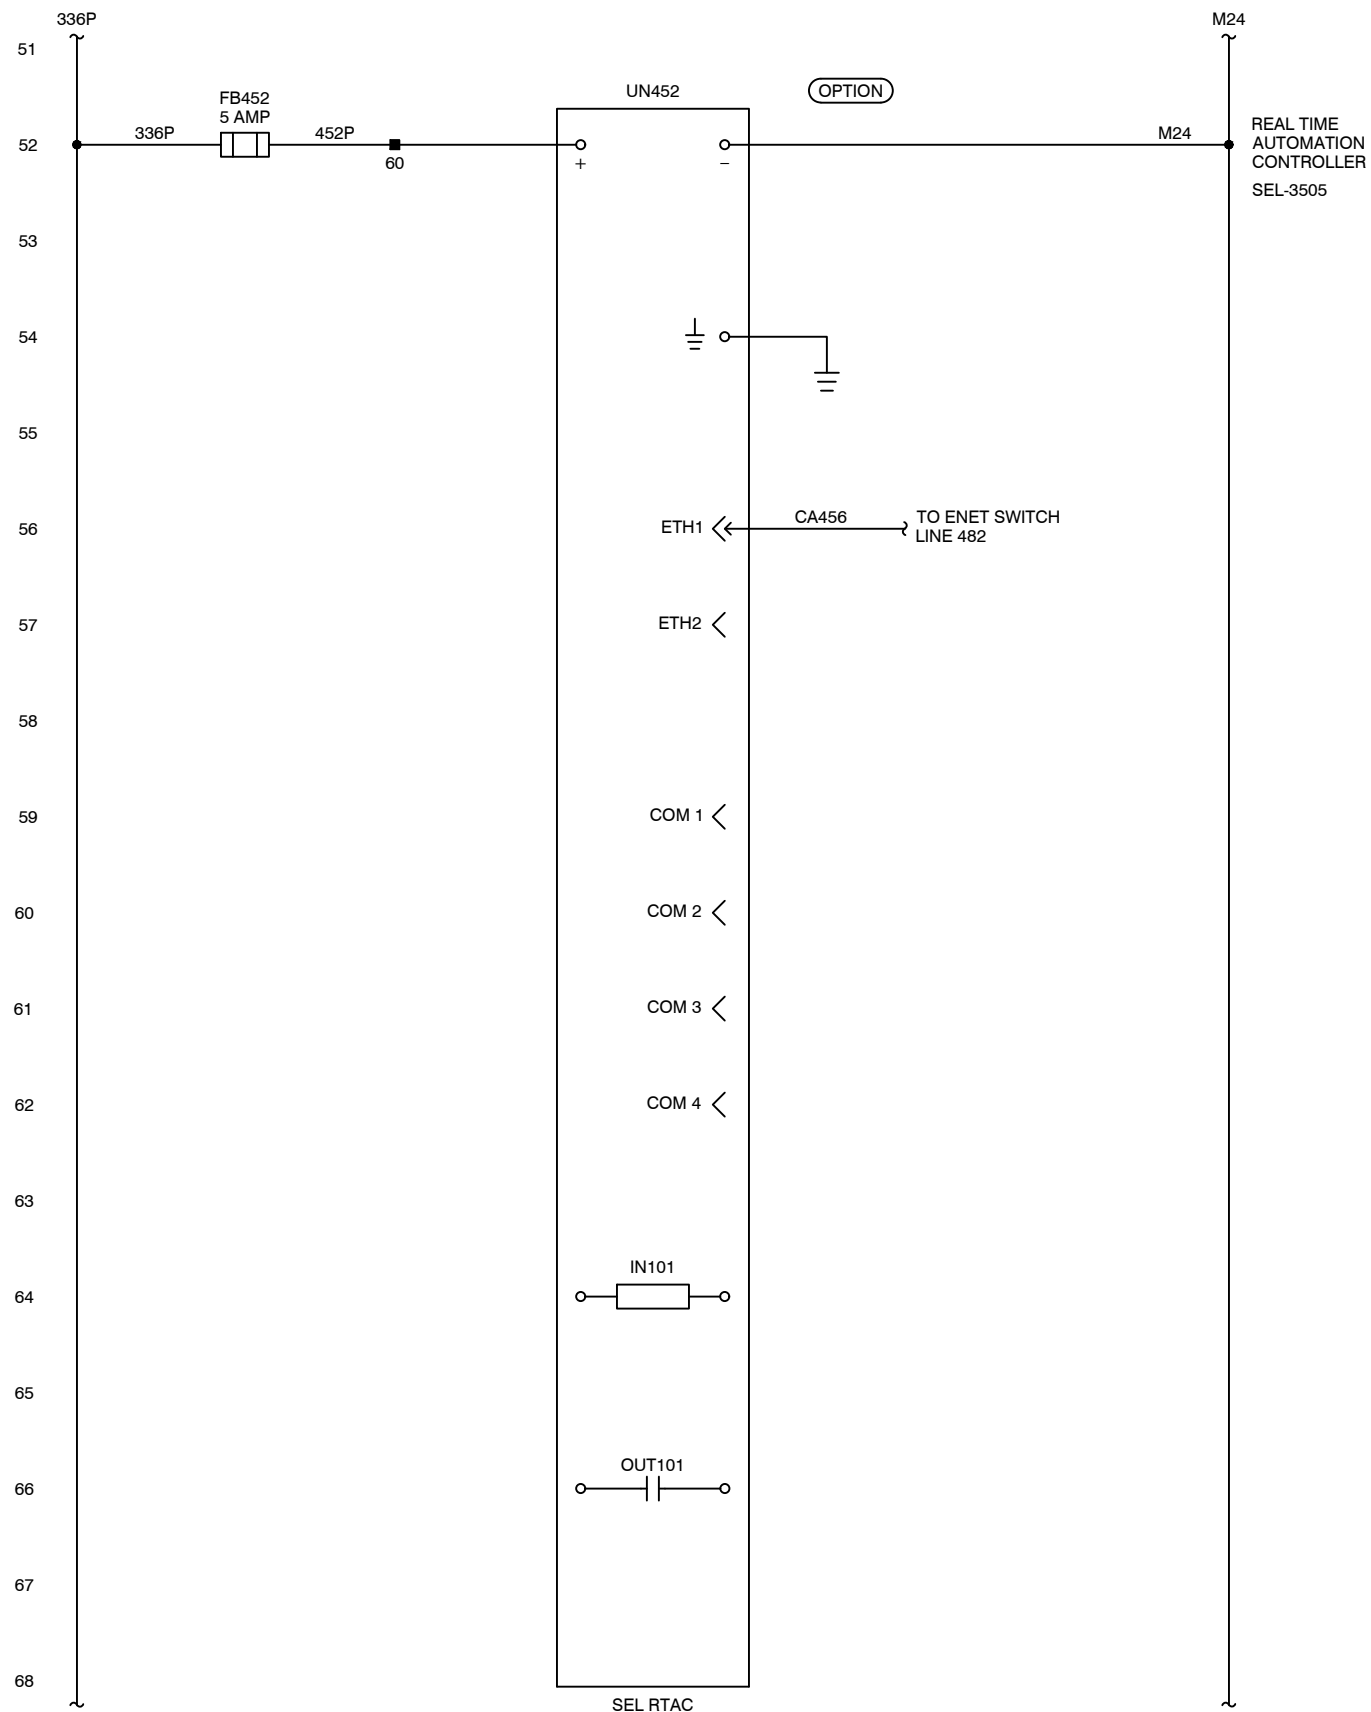 336P
M24
51
UN452
OPTION
FB452
5 AMP
52
336P
452P
60
+
−
M24
REAL TIME
AUTOMATION
CONTROLLER
SEL-3505
53
54
55
56
ETH1
CA456
TO ENET SWITCH
LINE 482
57
ETH2
58
59
COM 1
60
COM 2
61
COM 3
62
COM 4
63
IN101
64
65
OUT101
66
67
68
SEL RTAC